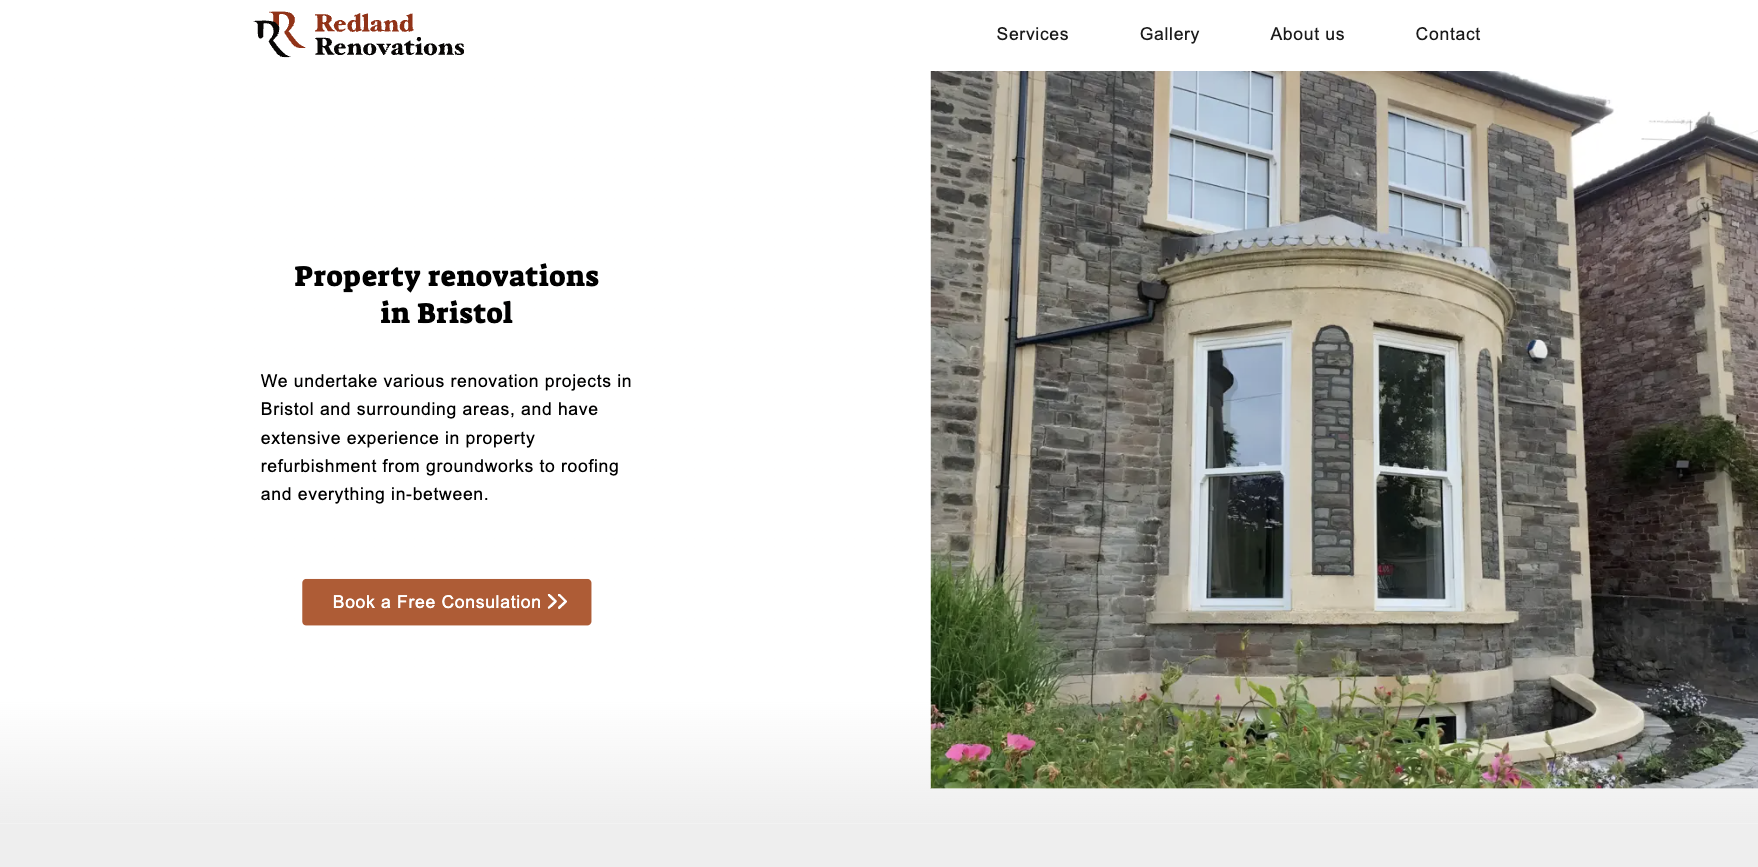 Redland
Renovations
Services
Gallery
About us
Contact
Property renovations
in Bristol
We undertake various renovation projects in
Bristol and surrounding areas, and have
extensive experience in property
refurbishment from groundworks to roofing
and everything in-between.
Book a Free Consulation